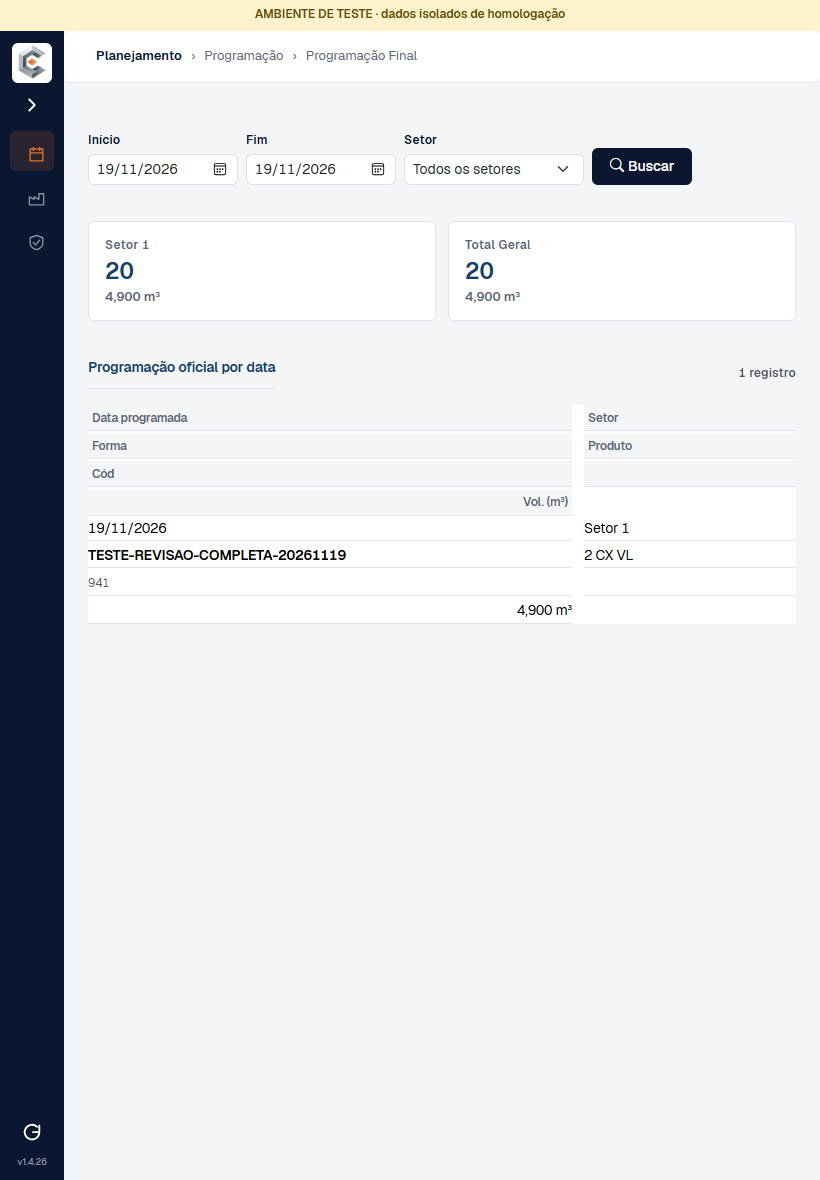 AMBIENTE DE TESTE · dados isolados de homologação
Planejamento › Programação › Programação Final
Início
Fim
Setor
19/11/2026
19/11/2026
Todos os setores
Buscar
Setor 1
20
4,900 m³
Total Geral
20
4,900 m³
Programação oficial por data
1 registro
Data programada
Setor
Forma
Produto
Cód
Vol. (m³)
19/11/2026
Setor 1
TESTE-REVISAO-COMPLETA-20261119
2 CX VL
941
4,900 m³
v1.4.26